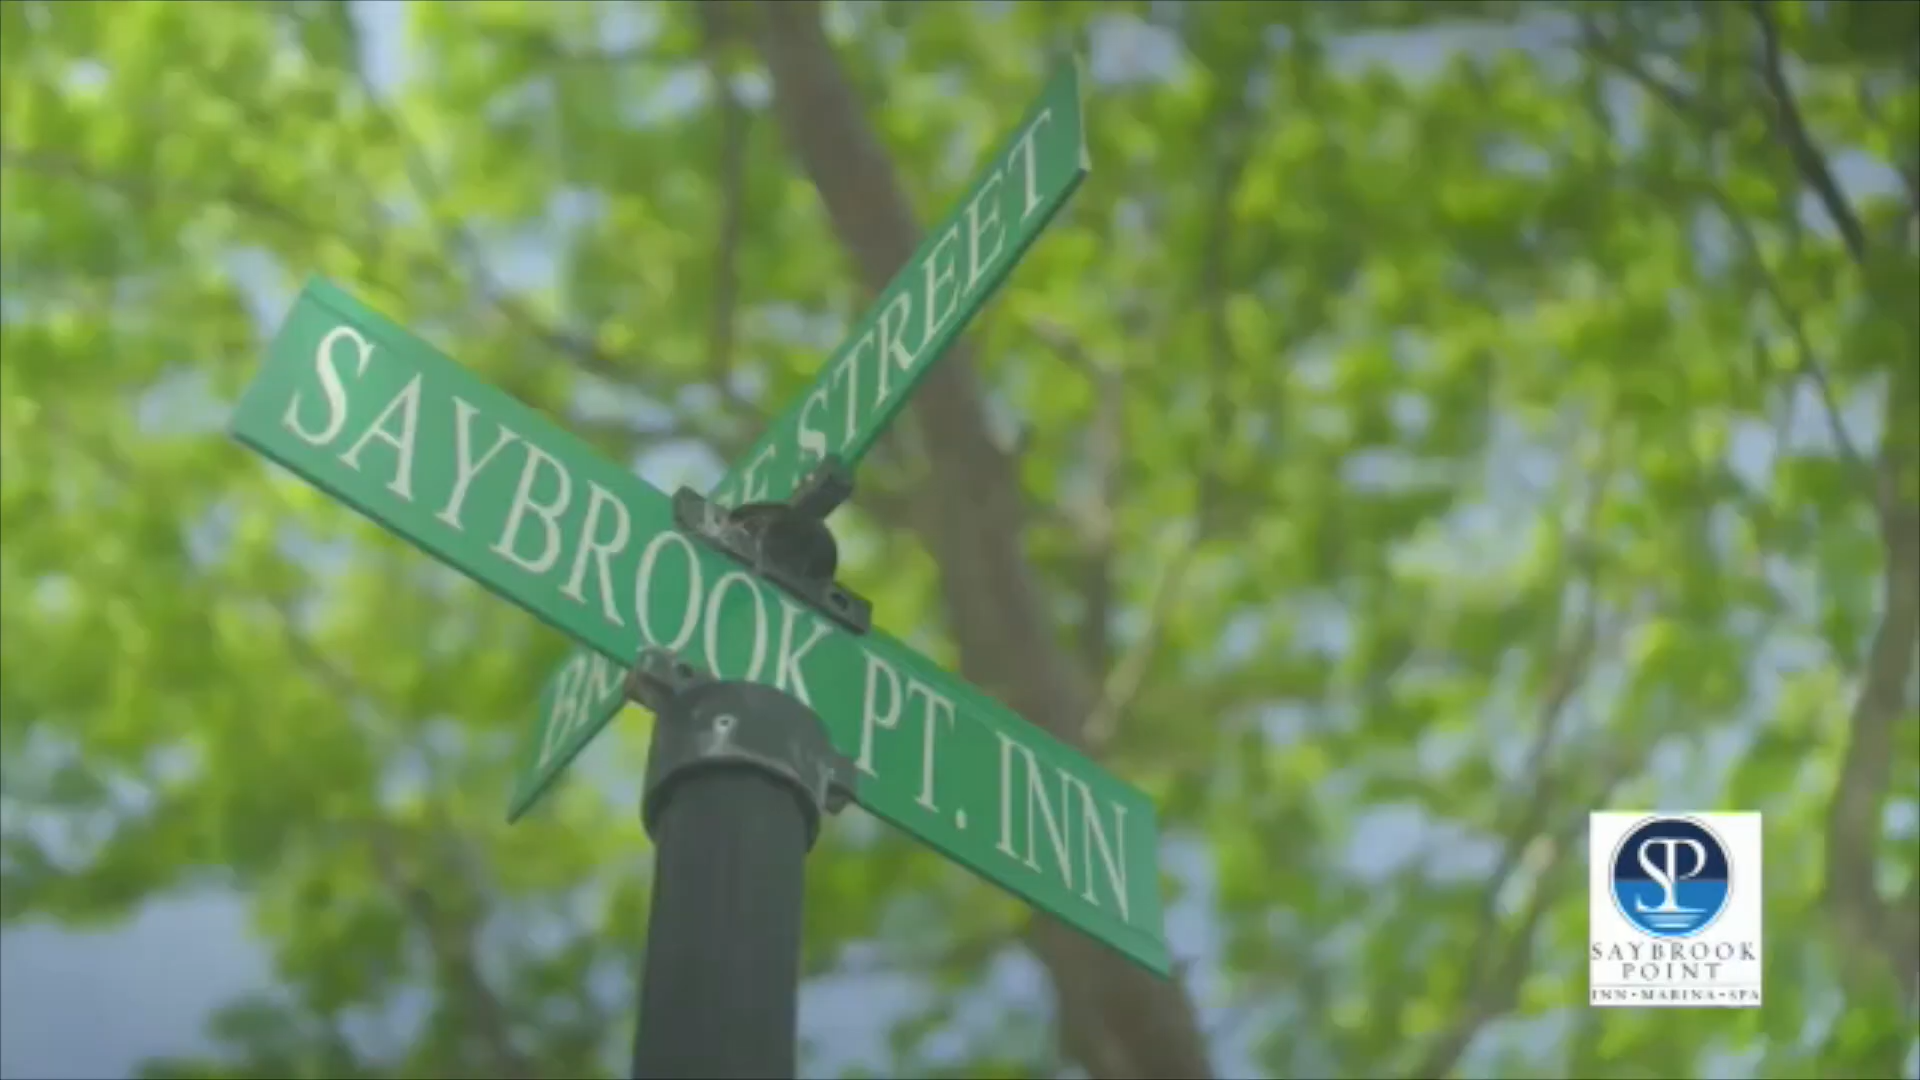 STREET
SAYBROOK PT. INN
SP
SAYBROOK
POINT
INN • MARINA • SPA